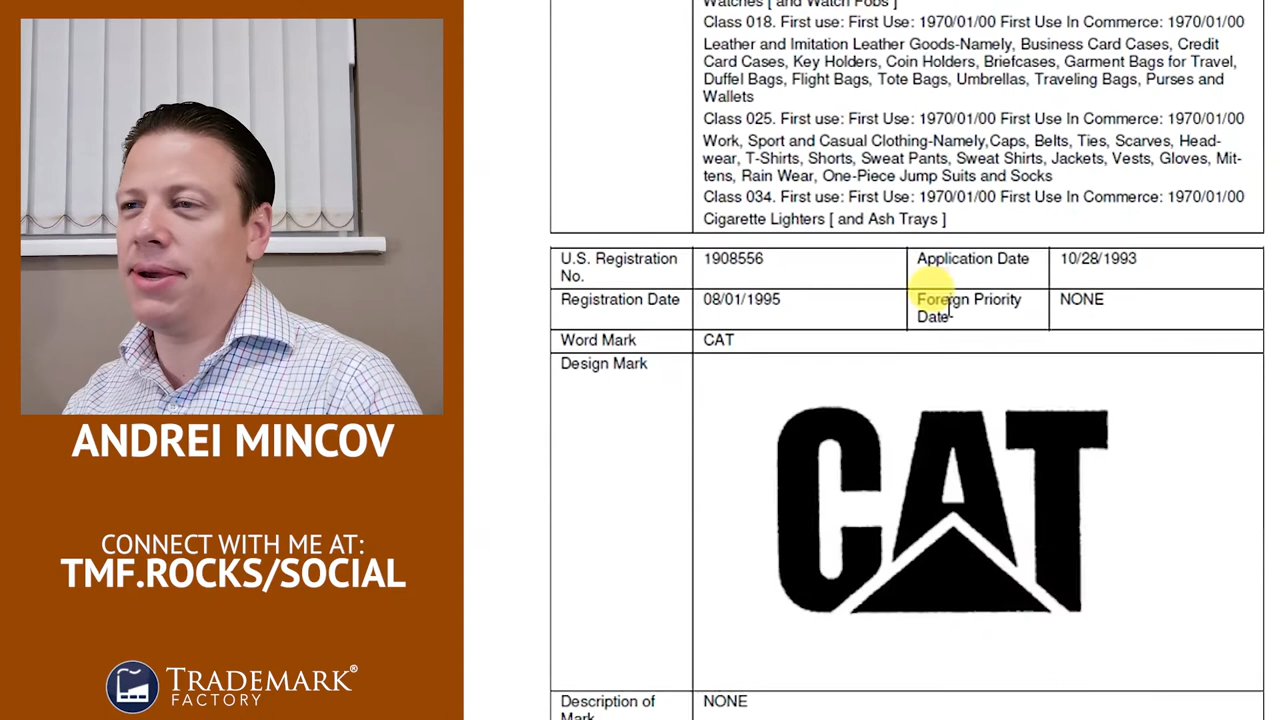 Watches [ and Watch Fobs ]
Class 018. First use: First Use: 1970/01/00 First Use In Commerce: 1970/01/00
Leather and Imitation Leather Goods-Namely, Business Card Cases, Credit
Card Cases, Key Holders, Coin Holders, Briefcases, Garment Bags for Travel,
Duffel Bags, Flight Bags, Tote Bags, Umbrellas, Traveling Bags, Purses and
Wallets
Class 025. First use: First Use: 1970/01/00 First Use In Commerce: 1970/01/00
Work, Sport and Casual Clothing-Namely,Caps, Belts, Ties, Scarves, Head-
wear, T-Shirts, Shorts, Sweat Pants, Sweat Shirts, Jackets, Vests, Gloves, Mit-
tens, Rain Wear, One-Piece Jump Suits and Socks
Class 034. First use: First Use: 1970/01/00 First Use In Commerce: 1970/01/00
Cigarette Lighters [ and Ash Trays ]
U.S. Registration No. 1908556 Application Date 10/28/1993
Registration Date 08/01/1995 Foreign Priority Date NONE
Word Mark CAT
Design Mark
CAT
Description of Mark NONE
ANDREI MINCOV
CONNECT WITH ME AT:
TMF.ROCKS/SOCIAL
TRADEMARK®
FACTORY